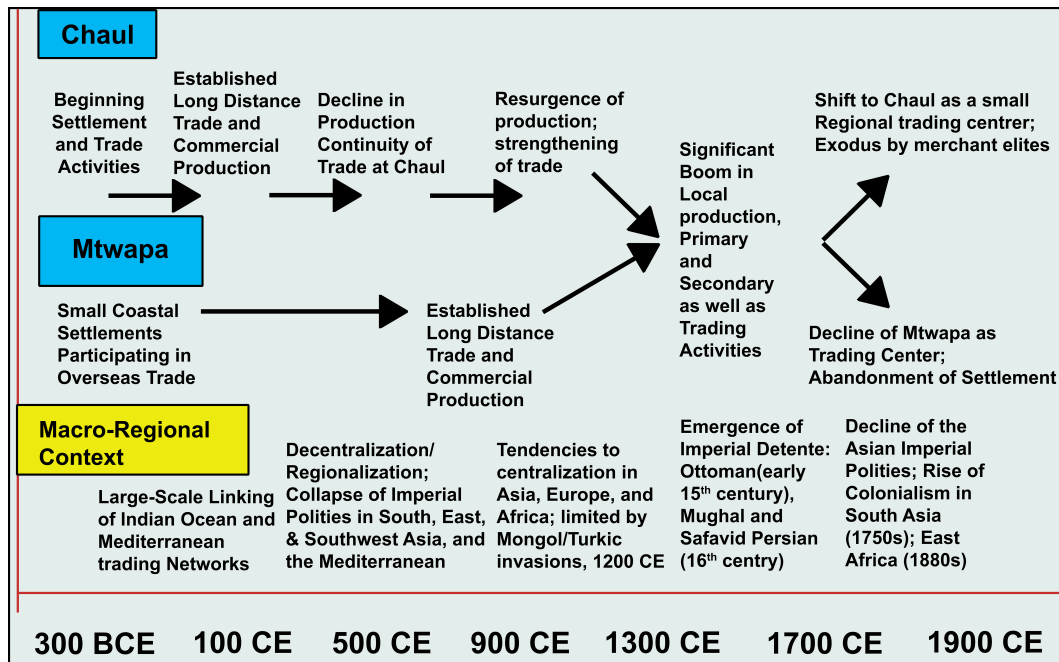 Chaul
Beginning
Settlement
and Trade
Activities
Established
Long Distance
Trade and
Commercial
Production
Decline in
Production
Continuity of
Trade at Chaul
Resurgence of
production;
strengthening
of trade
Significant
Boom in
Local
production,
Primary
and
Secondary
as well as
Trading
Activities
Shift to Chaul as a small
Regional trading centrer;
Exodus by merchant elites
Mtwapa
Small Coastal
Settlements
Participating in
Overseas Trade
Established
Long Distance
Trade and
Commercial
Production
Decline of Mtwapa as
Trading Center;
Abandonment of Settlement
Macro-Regional
Context
Large-Scale Linking
of Indian Ocean and
Mediterranean
trading Networks
Decentralization/
Regionalization;
Collapse of Imperial
Polities in South, East,
& Southwest Asia, and
the Mediterranean
Tendencies to
centralization in
Asia, Europe, and
Africa; limited by
Mongol/Turkic
invasions, 1200 CE
Emergence of
Imperial Detente:
Ottoman(early
15th century),
Mughal and
Safavid Persian
(16th centry)
Decline of the
Asian Imperial
Polities; Rise of
Colonialism in
South Asia
(1750s); East
Africa (1880s)
300 BCE 100 CE 500 CE 900 CE 1300 CE 1700 CE 1900 CE